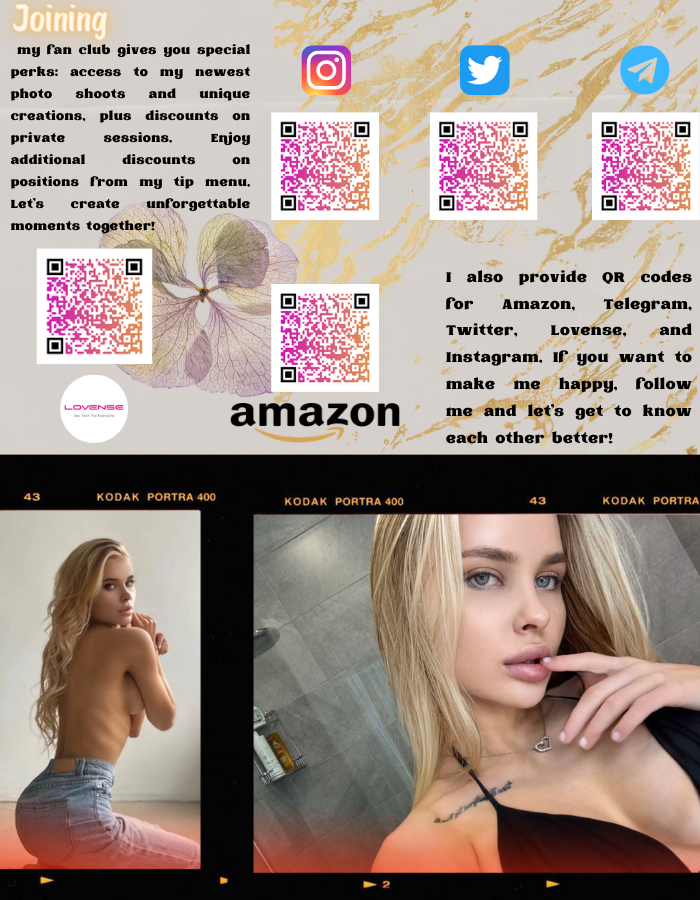 Joining
my fan club gives you special
perks: access to my newest
photo shoots and unique
creations, plus discounts on
private sessions. Enjoy
additional discounts on
positions from my tip menu.
Let's create unforgettable
moments together!
LOVENSE
Sex Tech For Everyone
amazon
I also provide QR codes
for Amazon, Telegram,
Twitter, Lovense, and
Instagram. If you want to
make me happy, follow
me and let's get to know
each other better!
43 KODAK PORTRA 400
KODAK PORTRA 400 43 KODAK PORTRA
2